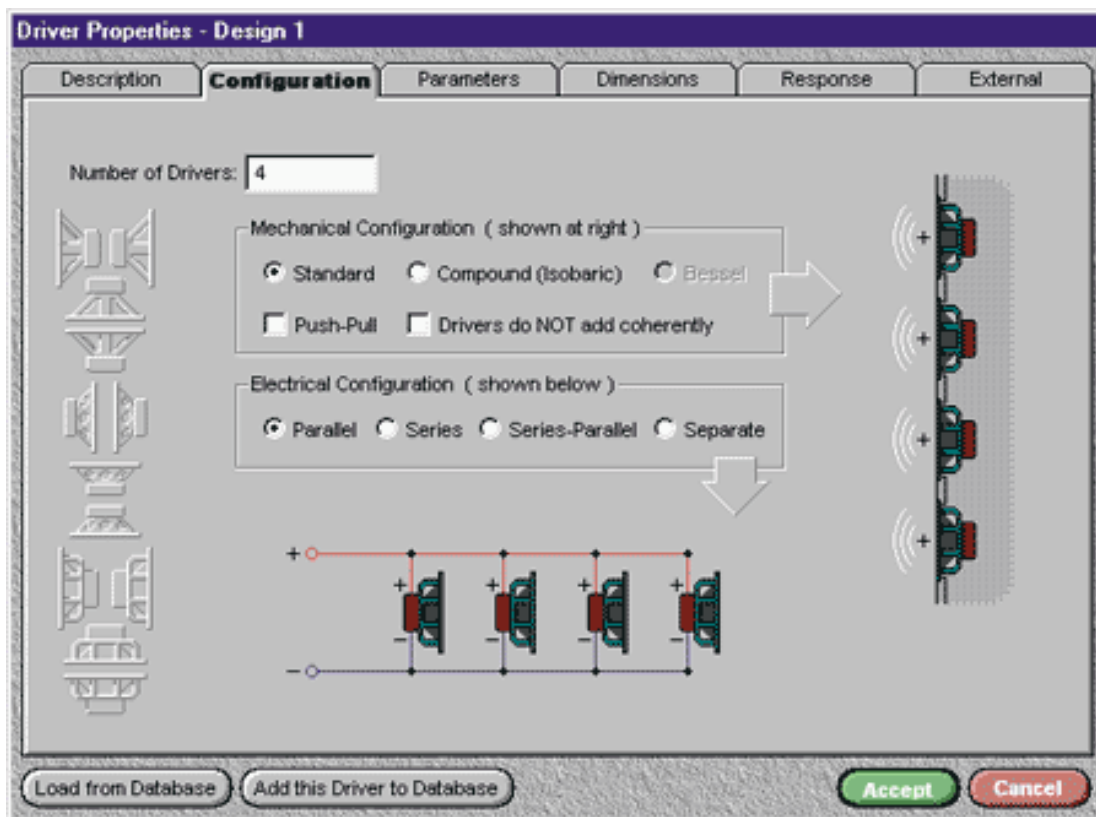 Driver Properties - Design 1
Description Configuration Parameters Dimensions Response External
Number of Drivers: 4
Mechanical Configuration ( shown at right )
Standard Compound (Isobaric) Bessel
Push-Pull Drivers do NOT add coherently
Electrical Configuration ( shown below )
Parallel Series Series-Parallel Separate
+
+
+
+
+
+ + + +
- - - -
-
Load from Database Add this Driver to Database Accept Cancel